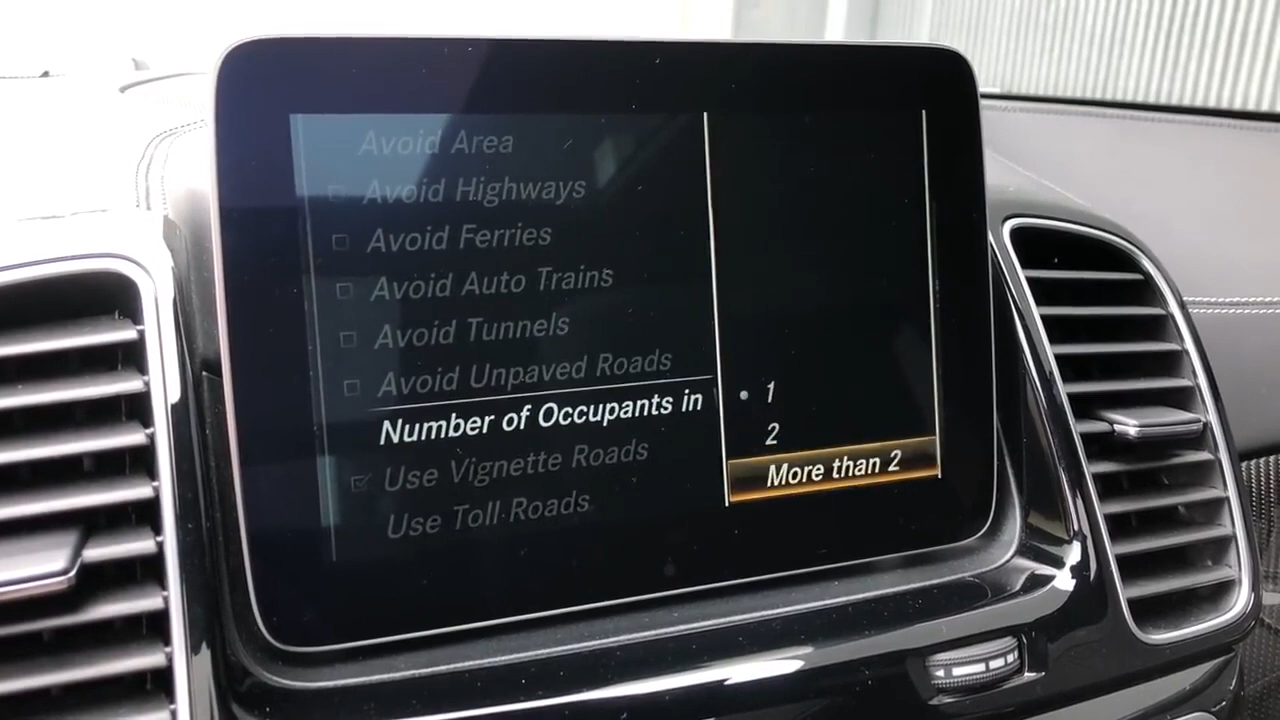 Avoid Area
Avoid Highways
Avoid Ferries
Avoid Auto Trains
Avoid Tunnels
Avoid Unpaved Roads
Number of Occupants in
Use Vignette Roads
Use Toll Roads
1
2
More than 2